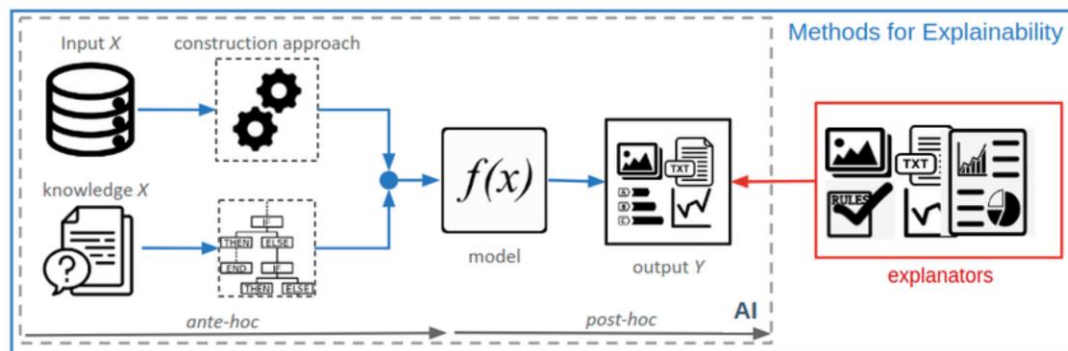 Methods for Explainability
Input X
construction approach
knowledge X
IF
THEN
ELSE
END
IF
THEN
ELSE
f(x)
model
TXT
A
B
C
output Y
TXT
RULES
explanators
AI
ante-hoc
post-hoc